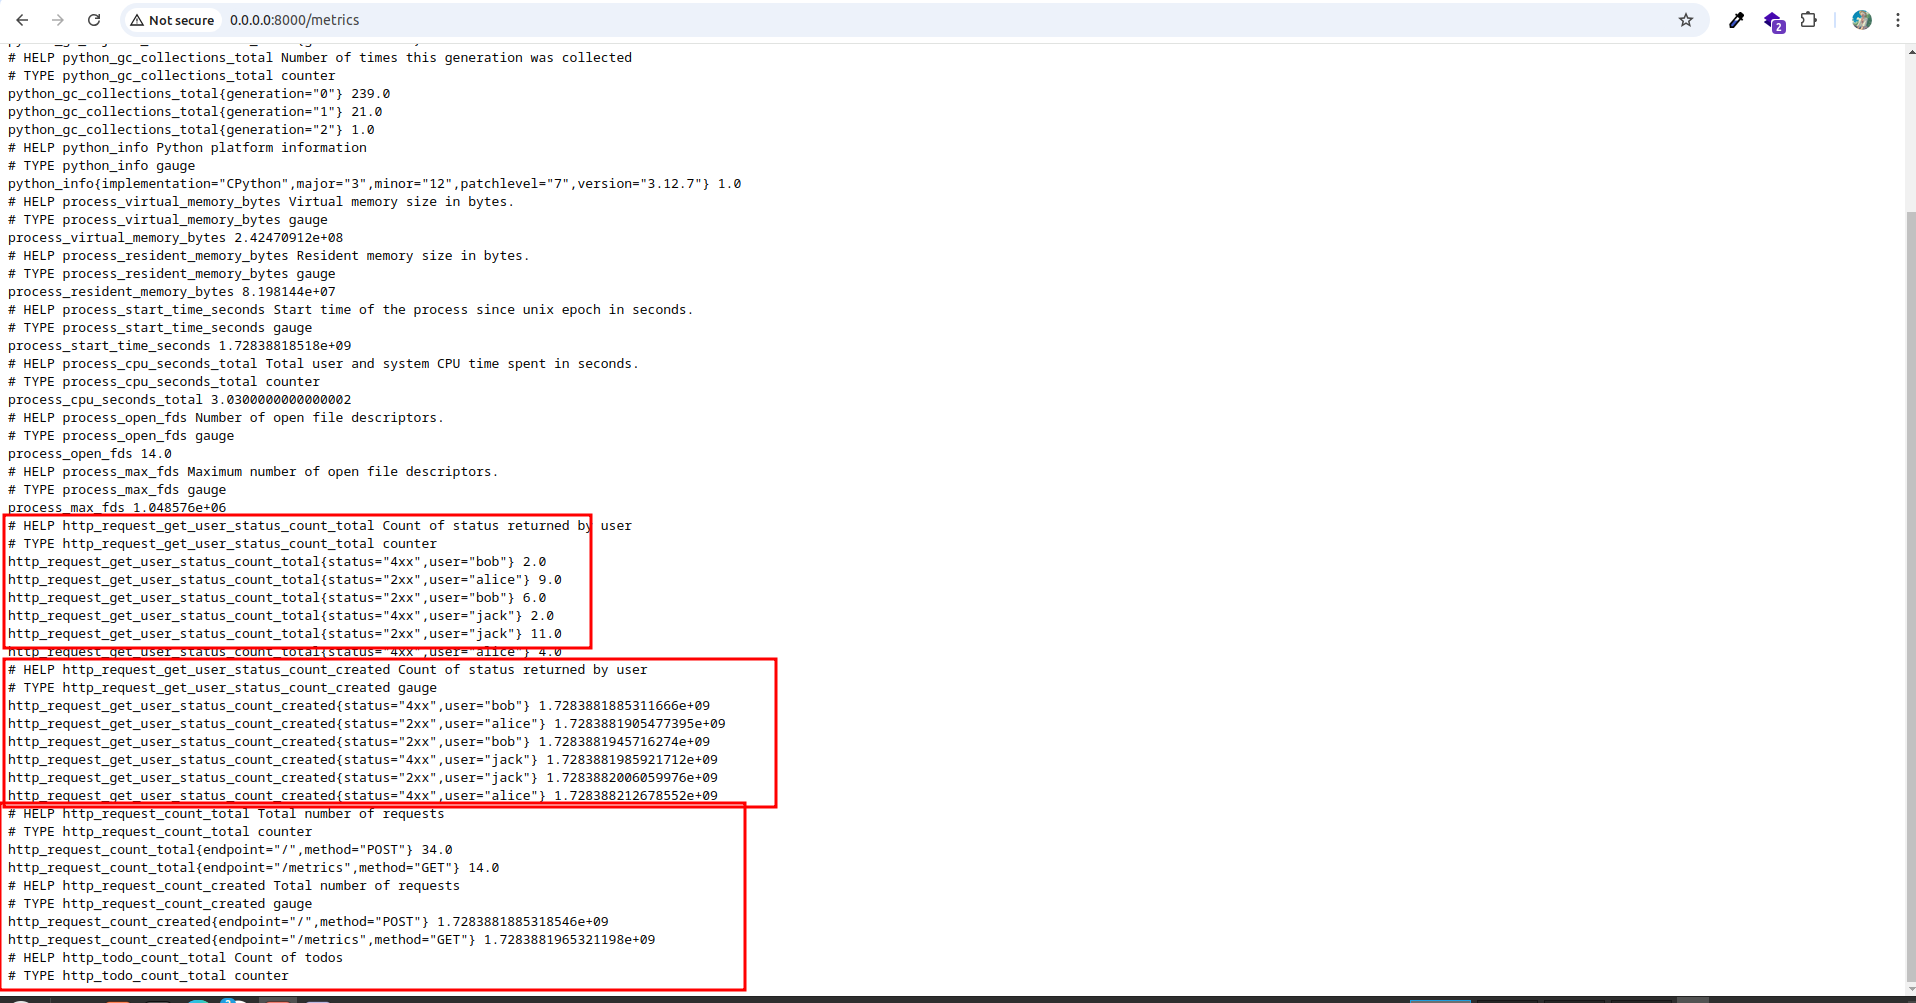 Not secure 0.0.0.0:8000/metrics
2
# HELP python_gc_collections_total Number of times this generation was collected
# TYPE python_gc_collections_total counter
python_gc_collections_total{generation="0"} 239.0
python_gc_collections_total{generation="1"} 21.0
python_gc_collections_total{generation="2"} 1.0
# HELP python_info Python platform information
# TYPE python_info gauge
python_info{implementation="CPython",major="3",minor="12",patchlevel="7",version="3.12.7"} 1.0
# HELP process_virtual_memory_bytes Virtual memory size in bytes.
# TYPE process_virtual_memory_bytes gauge
process_virtual_memory_bytes 2.42470912e+08
# HELP process_resident_memory_bytes Resident memory size in bytes.
# TYPE process_resident_memory_bytes gauge
process_resident_memory_bytes 8.198144e+07
# HELP process_start_time_seconds Start time of the process since unix epoch in seconds.
# TYPE process_start_time_seconds gauge
process_start_time_seconds 1.72838818518e+09
# HELP process_cpu_seconds_total Total user and system CPU time spent in seconds.
# TYPE process_cpu_seconds_total counter
process_cpu_seconds_total 3.0300000000000002
# HELP process_open_fds Number of open file descriptors.
# TYPE process_open_fds gauge
process_open_fds 14.0
# HELP process_max_fds Maximum number of open file descriptors.
# TYPE process_max_fds gauge
process_max_fds 1.048576e+06
# HELP http_request_get_user_status_count_total Count of status returned by user
# TYPE http_request_get_user_status_count_total counter
http_request_get_user_status_count_total{status="4xx",user="bob"} 2.0
http_request_get_user_status_count_total{status="2xx",user="alice"} 9.0
http_request_get_user_status_count_total{status="2xx",user="bob"} 6.0
http_request_get_user_status_count_total{status="4xx",user="jack"} 2.0
http_request_get_user_status_count_total{status="2xx",user="jack"} 11.0
http_request_get_user_status_count_total{status="4xx",user="alice"} 4.0
# HELP http_request_get_user_status_count_created Count of status returned by user
# TYPE http_request_get_user_status_count_created gauge
http_request_get_user_status_count_created{status="4xx",user="bob"} 1.7283881885311666e+09
http_request_get_user_status_count_created{status="2xx",user="alice"} 1.7283881905477395e+09
http_request_get_user_status_count_created{status="2xx",user="bob"} 1.7283881945716274e+09
http_request_get_user_status_count_created{status="4xx",user="jack"} 1.7283881985921712e+09
http_request_get_user_status_count_created{status="2xx",user="jack"} 1.7283882006059976e+09
http_request_get_user_status_count_created{status="4xx",user="alice"} 1.728388212678552e+09
# HELP http_request_count_total Total number of requests
# TYPE http_request_count_total counter
http_request_count_total{endpoint="/",method="POST"} 34.0
http_request_count_total{endpoint="/metrics",method="GET"} 14.0
# HELP http_request_count_created Total number of requests
# TYPE http_request_count_created gauge
http_request_count_created{endpoint="/",method="POST"} 1.7283881885318546e+09
http_request_count_created{endpoint="/metrics",method="GET"} 1.7283881965321198e+09
# HELP http_todo_count_total Count of todos
# TYPE http_todo_count_total counter